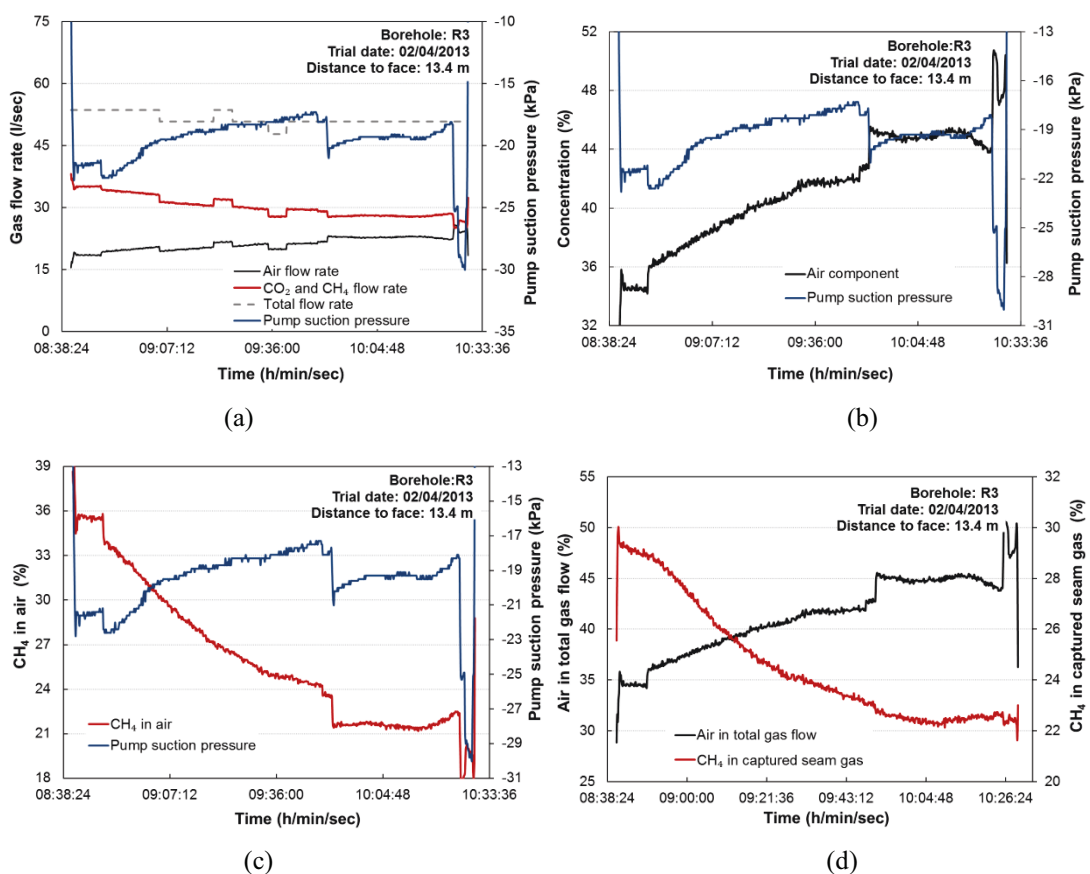 75
60
45
30
15
0
Gas flow rate (l/sec)
Borehole: R3
Trial date: 02/04/2013
Distance to face: 13.4 m
Air flow rate
CO₂ and CH₄ flow rate
Total flow rate
Pump suction pressure
-10
-15
-20
-25
-30
-35
Pump suction pressure (kPa)
08:38:24 09:07:12 09:36:00 10:04:48 10:33:36
Time (h/min/sec)
(a)
52
48
44
40
36
32
Concentration (%)
Borehole: R3
Trial date: 02/04/2013
Distance to face: 13.4 m
Air component
Pump suction pressure
-13
-16
-19
-22
-25
-28
-31
Pump suction pressure (kPa)
08:38:24 09:07:12 09:36:00 10:04:48 10:33:36
Time (h/min/sec)
(b)
39
36
33
30
27
24
21
18
CH₄ in air (%)
Borehole:R3
Trial date: 02/04/2013
Distance to face: 13.4 m
CH₄ in air
Pump suction pressure
-13
-15
-17
-19
-21
-23
-25
-27
-29
-31
Pump suction pressure (kPa)
08:38:24 09:07:12 09:36:00 10:04:48 10:33:36
Time (h/min/sec)
(c)
55
50
45
40
35
30
25
Air in total gas flow (%)
Borehole: R3
Trial date: 02/04/2013
Distance to face: 13.4 m
Air in total gas flow
CH₄ in captured seam gas
32
30
28
26
24
22
20
CH₄ in captured seam gas (%)
08:38:24 09:00:00 09:21:36 09:43:12 10:04:48 10:26:24
Time (h/min/sec)
(d)